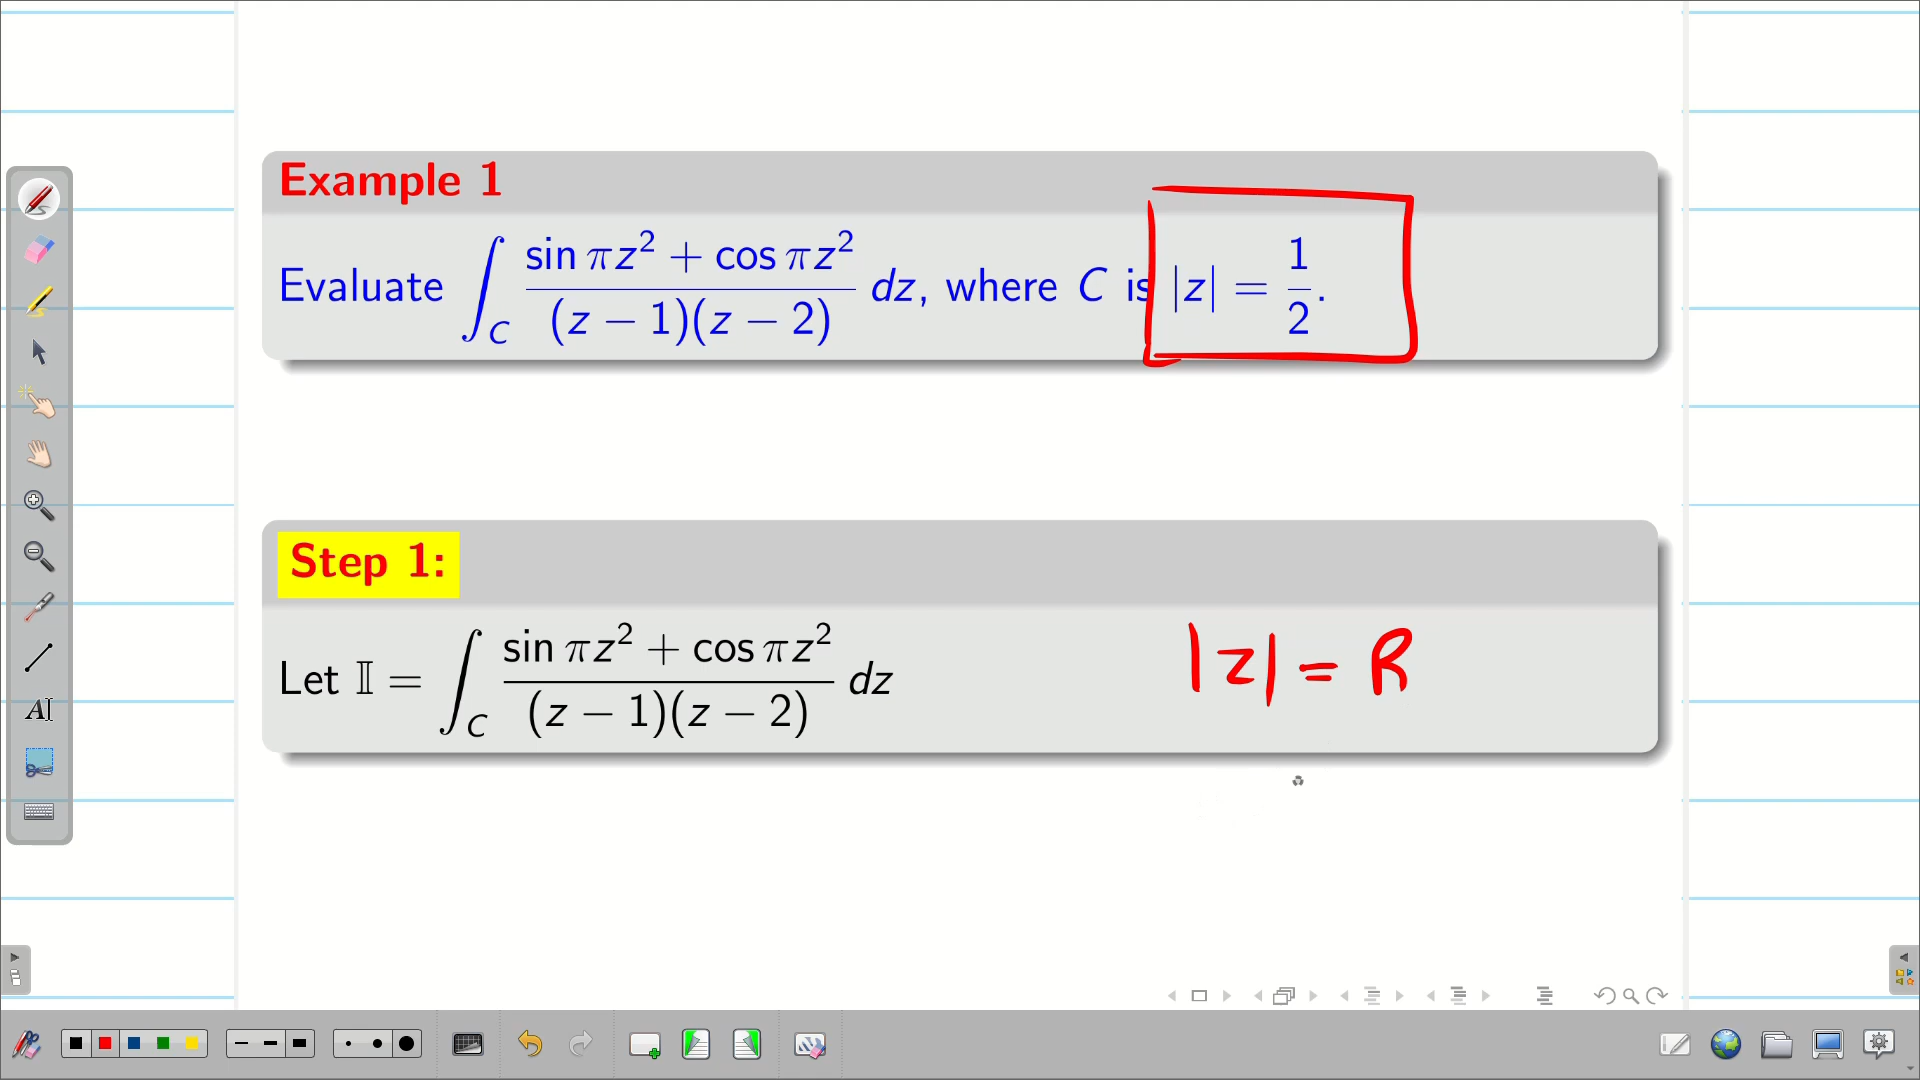 Example 1
Evaluate ∫_C (sin πz² + cos πz²)/((z − 1)(z − 2)) dz, where C is |z| = 1/2.
Step 1:
Let 𝕀 = ∫_C (sin πz² + cos πz²)/((z − 1)(z − 2)) dz
|z| = R